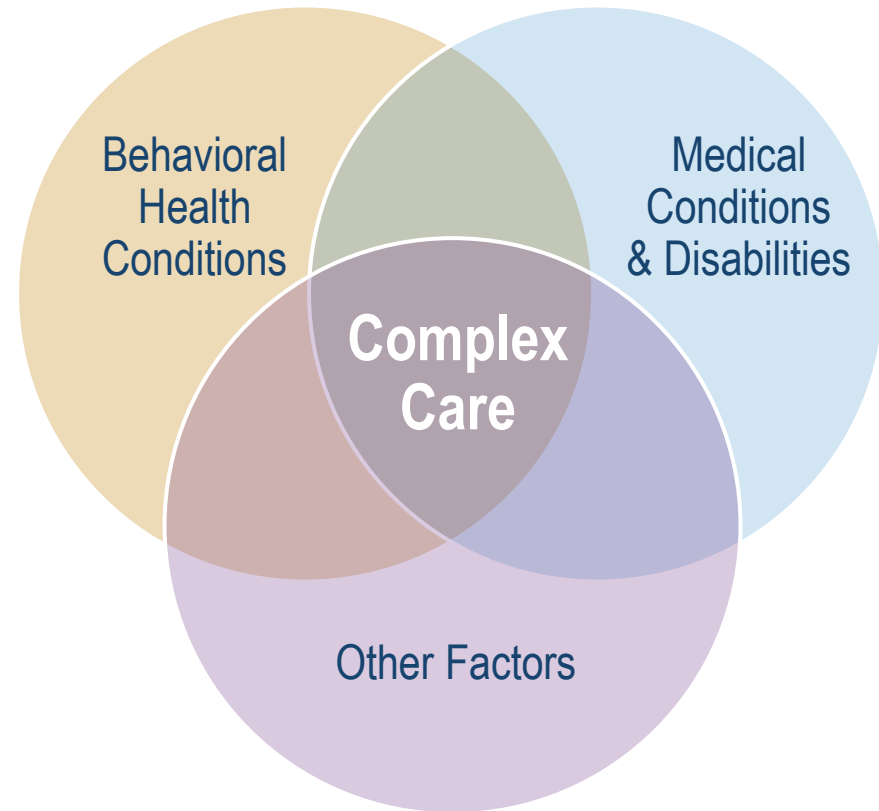 Behavioral
Health
Conditions
Medical
Conditions
& Disabilities
Complex
Care
Other Factors